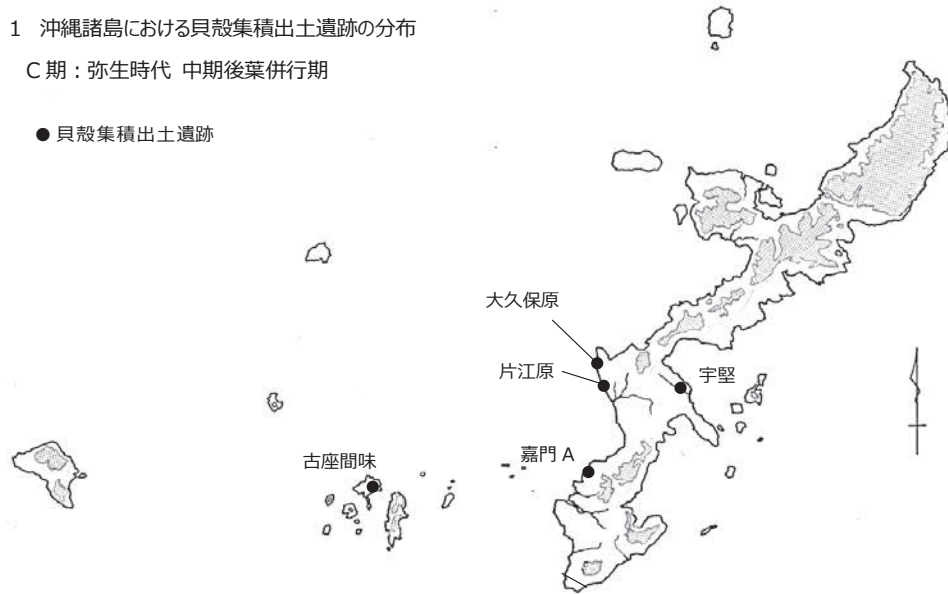 1 沖縄諸島における貝殻集積出土遺跡の分布
C 期：弥生時代 中期後葉併行期
● 貝殻集積出土遺跡
大久保原
片江原
宇堅
嘉門 A
古座間味